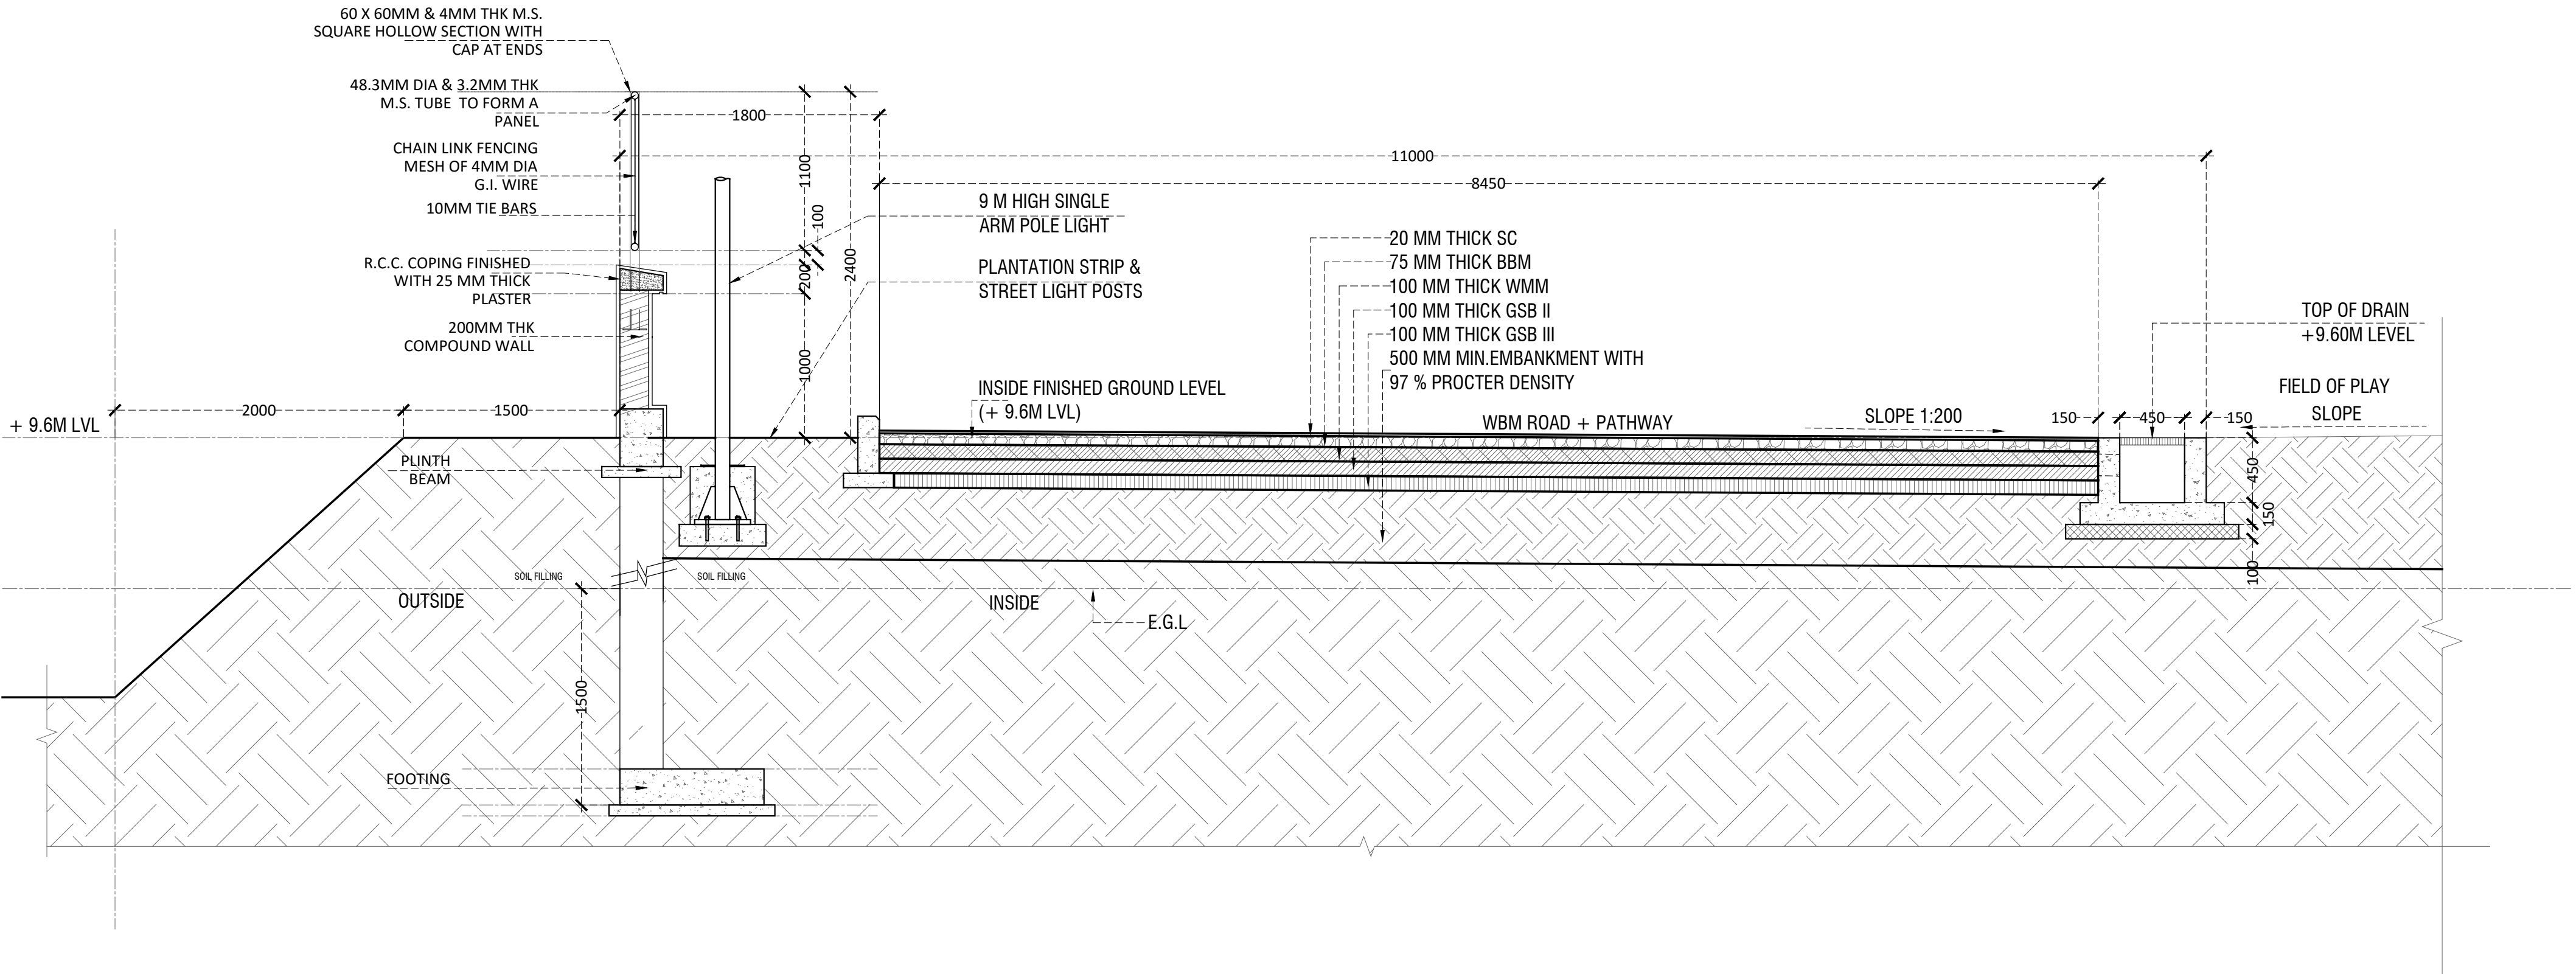 60 X 60MM & 4MM THK M.S.
SQUARE HOLLOW SECTION WITH
CAP AT ENDS
48.3MM DIA & 3.2MM THK
M.S. TUBE TO FORM A
PANEL
CHAIN LINK FENCING
MESH OF 4MM DIA
G.I. WIRE
10MM TIE BARS
R.C.C. COPING FINISHED
WITH 25 MM THICK
PLASTER
200MM THK
COMPOUND WALL
1800
11000
8450
1100
100
200
2400
1000
9 M HIGH SINGLE
ARM POLE LIGHT
PLANTATION STRIP &
STREET LIGHT POSTS
20 MM THICK SC
75 MM THICK BBM
100 MM THICK WMM
100 MM THICK GSB II
100 MM THICK GSB III
500 MM MIN.EMBANKMENT WITH
97 % PROCTER DENSITY
INSIDE FINISHED GROUND LEVEL
(+ 9.6M LVL)
WBM ROAD + PATHWAY
SLOPE 1:200
TOP OF DRAIN
+9.60M LEVEL
FIELD OF PLAY
SLOPE
150
450
150
450
150
100
+ 9.6M LVL
2000
1500
PLINTH
BEAM
SOIL FILLING
SOIL FILLING
OUTSIDE
INSIDE
E.G.L
1500
FOOTING